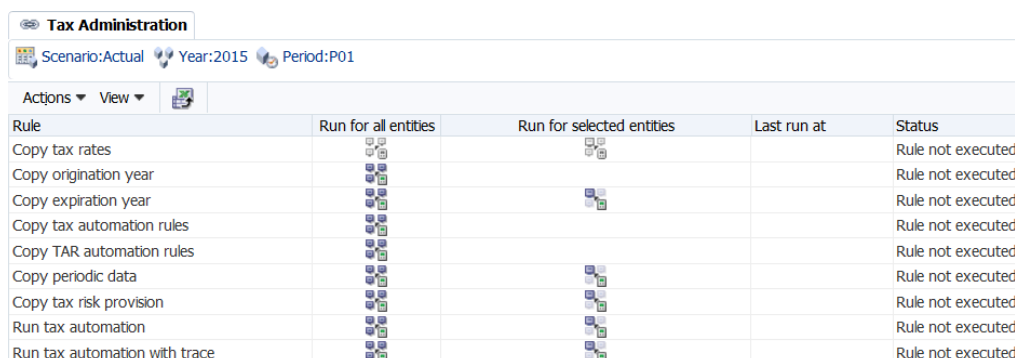 Tax Administration
Scenario:Actual Year:2015 Period:P01
Actions View
Rule Run for all entities Run for selected entities Last run at Status
Copy tax rates Rule not executed
Copy origination year Rule not executed
Copy expiration year Rule not executed
Copy tax automation rules Rule not executed
Copy TAR automation rules Rule not executed
Copy periodic data Rule not executed
Copy tax risk provision Rule not executed
Run tax automation Rule not executed
Run tax automation with trace Rule not executed